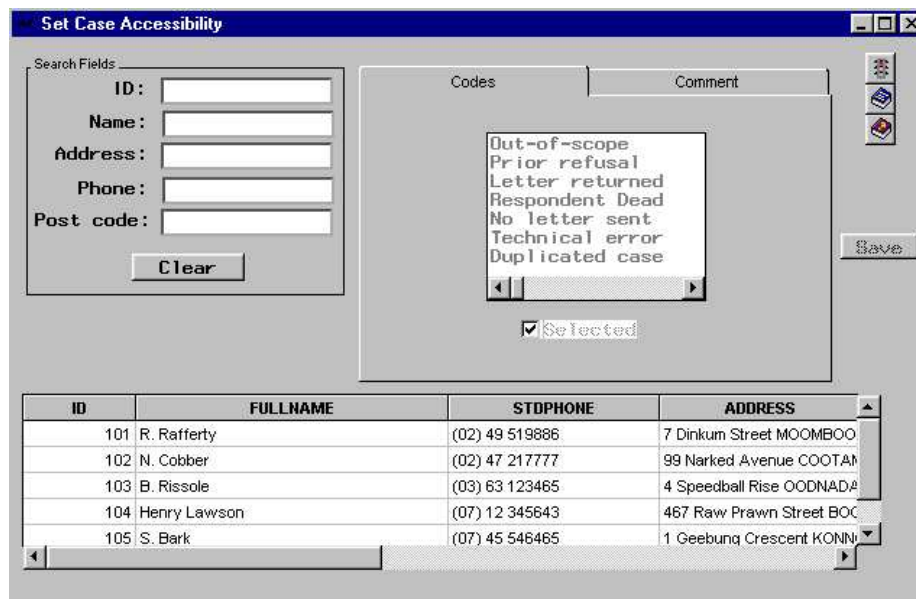 Set Case Accessibility
Search Fields
ID:
Name:
Address:
Phone:
Post code:
Clear
Codes
Comment
Out-of-scope
Prior refusal
Letter returned
Respondent Dead
No letter sent
Technical error
Duplicated case
Selected
Save
ID FULLNAME STDPHONE ADDRESS
101 R. Rafferty (02) 49 519886 7 Dinkum Street MOOMBOO
102 N. Cobber (02) 47 217777 99 Narked Avenue COOTAM
103 B. Rissole (03) 63 123465 4 Speedball Rise OODNADA
104 Henry Lawson (07) 12 345643 467 Raw Prawn Street BOO
105 S. Bark (07) 45 546465 1 Geebung Crescent KONN